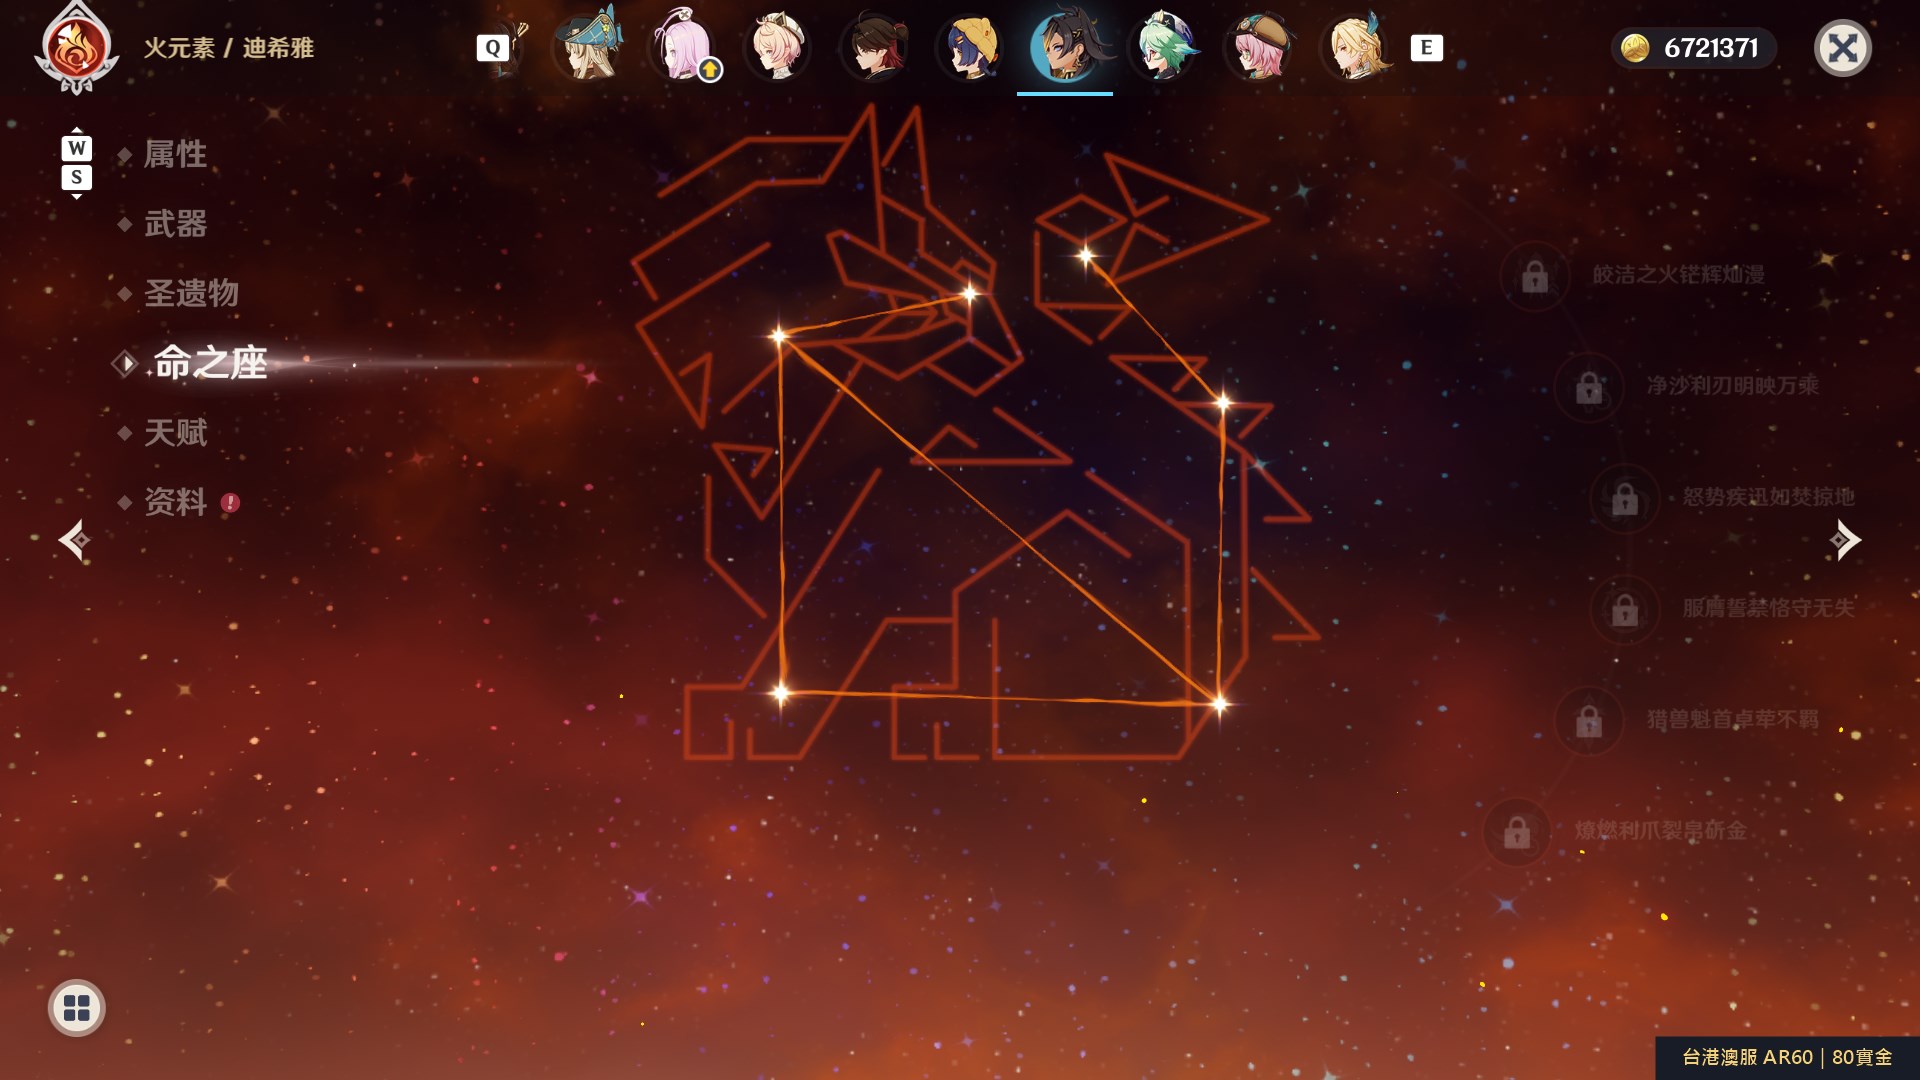 火元素 / 迪希雅
Q
E
6721371
W
S
属性
武器
圣遗物
命之座
天赋
资料
皎洁之火铓辉灿漫
净沙利刃明映万乘
怒势疾迅如焚掠地
服膺誓禁恪守无失
猎兽魁首卓荦不羁
燎燃利爪裂帛斫金
台港澳服 AR60 | 80實金